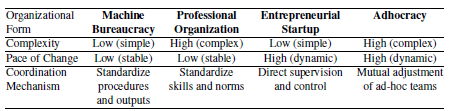 Organizational Machine Professional Entrepreneurial Adhocracy
Form Bureaucracy Organization Startup
Complexity Low (simple) High (complex) Low (simple) High (complex)
Pace of Change Low (stable) Low (stable) High (dynamic) High (dynamic)
Coordination Standardize Standardize Direct supervision Mutual adjustment
Mechanism procedures skills and norms and control of ad-hoc teams
and outputs